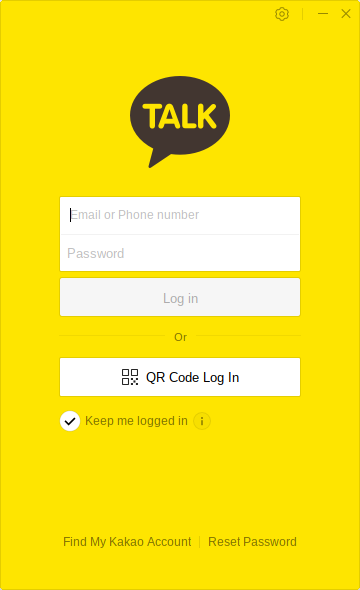 TALK
Email or Phone number
Password
Log in
Or
QR Code Log In
Keep me logged in
Find My Kakao Account
Reset Password